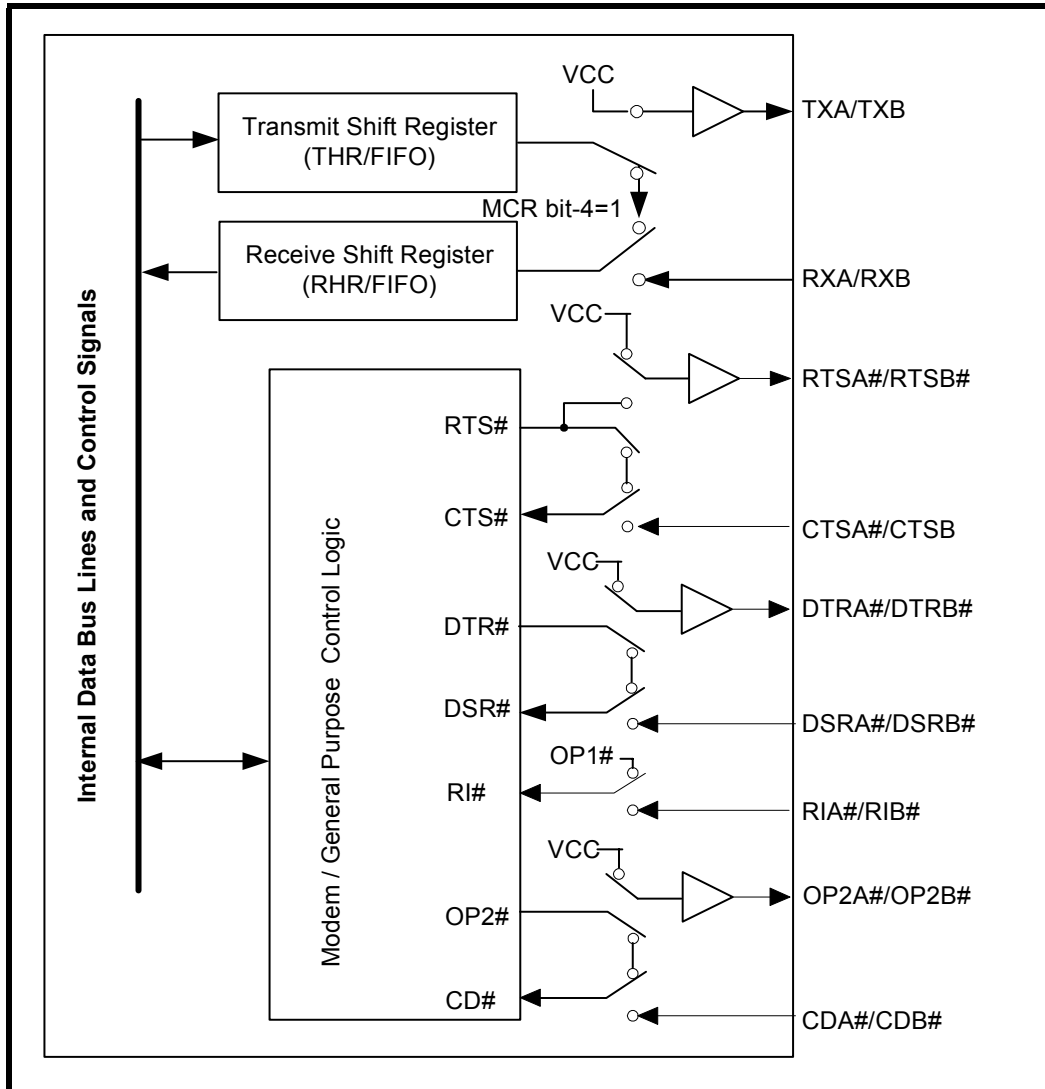 VCC
TXA/TXB
Transmit Shift Register
(THR/FIFO)
MCR bit-4=1
Receive Shift Register
(RHR/FIFO)
RXA/RXB
VCC
RTSA#/RTSB#
RTS#
CTS#
CTSA#/CTSB
VCC
DTRA#/DTRB#
DTR#
DSR#
DSRA#/DSRB#
OP1#
RI#
RIA#/RIB#
VCC
OP2A#/OP2B#
OP2#
CD#
CDA#/CDB#
Internal Data Bus Lines and Control Signals
Modem / General Purpose Control Logic